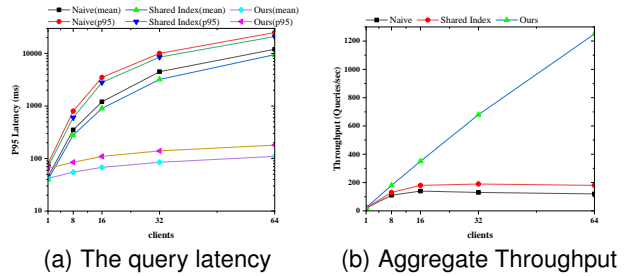 Naive(mean) Shared Index(mean) Ours(mean)
Naive(p95) Shared Index(p95) Ours(p95)
P95 Latency (ms)
10000
1000
100
10
1 8 16 32 64
clients
(a) The query latency
Naive Shared Index Ours
Throughput (Queries/sec)
1200
1000
800
600
400
200
0
1 8 16 32 64
clients
(b) Aggregate Throughput